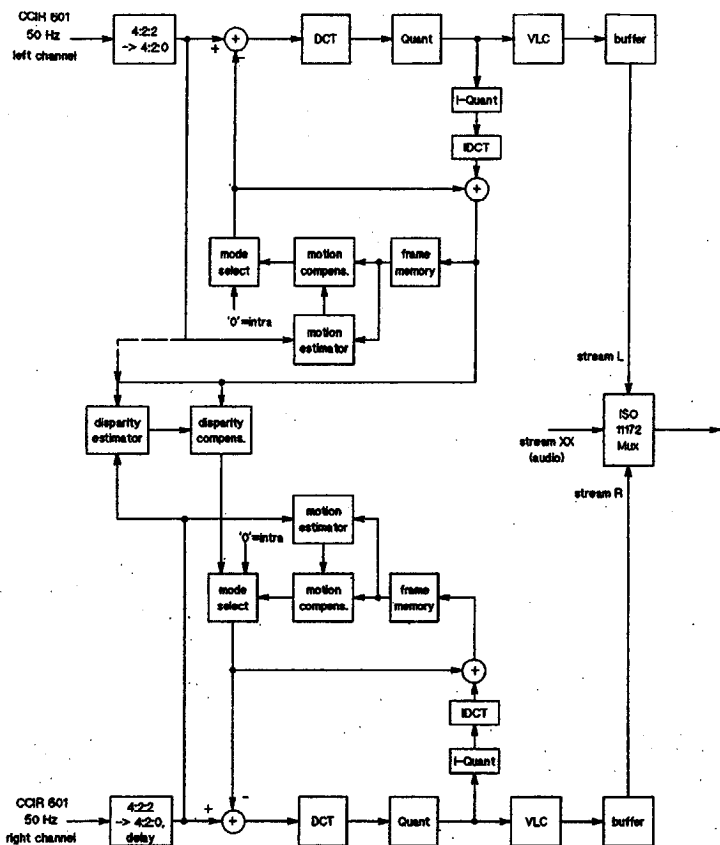 CCIR 601
50 Hz
left channel
4:2:2
-> 4:2:0
+
+
-
DCT
Quant
VLC
buffer
I-Quant
IDCT
+
mode
select
motion
compens.
frame
memory
'0'=intra
motion
estimator
stream L
disparity
estimator
disparity
compens.
ISO
11172
Mux
stream XX
(audio)
stream R
motion
estimator
'0'=intra
mode
select
motion
compens.
frame
memory
+
IDCT
I-Quant
CCIR 601
50 Hz
right channel
4:2:2
-> 4:2:0,
delay
+
-
+
DCT
Quant
VLC
buffer